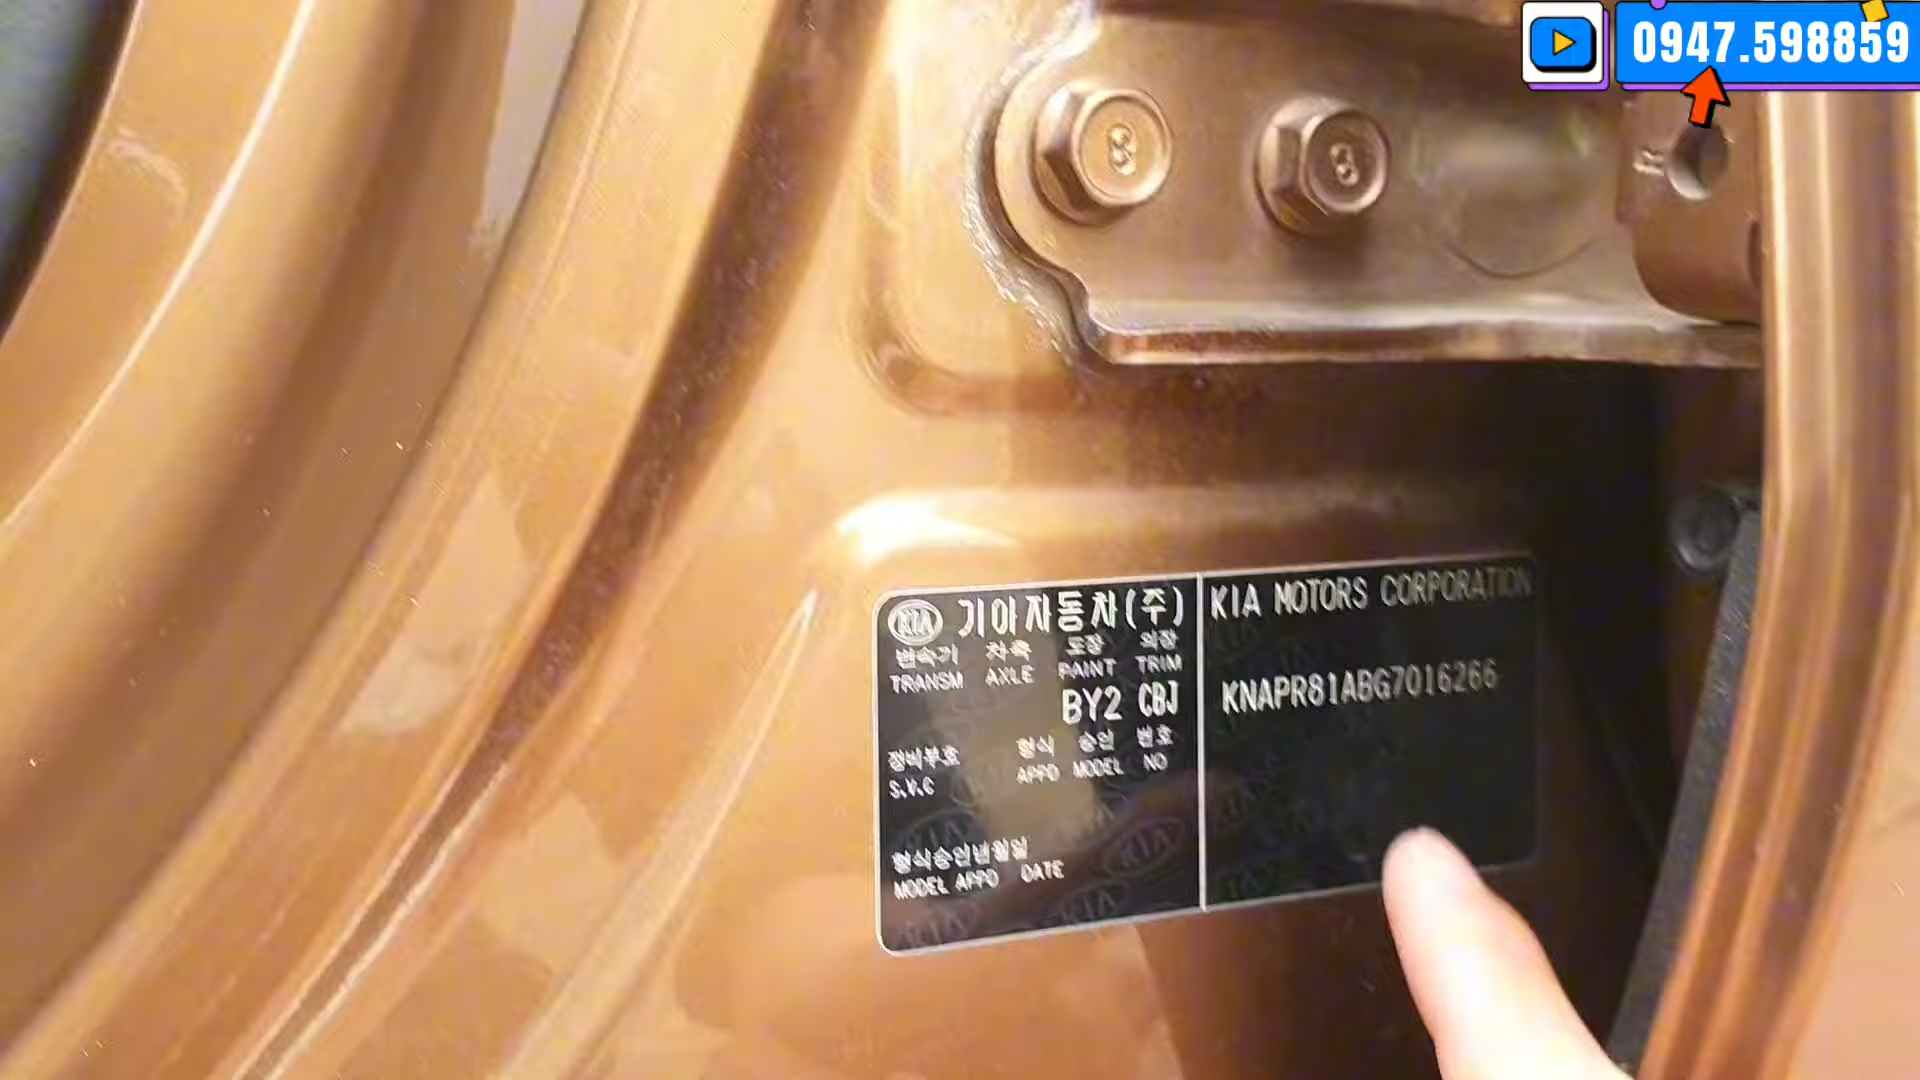 0947.598859
KIA 기아자동차(주)
변속기 차축 도장 의장
TRANSM AXLE PAINT TRIM
BY2 CBJ
정비부호 형식 승인 번호
S.V.C APPD MODEL NO
형식승인년월일
MODEL APPD DATE
KIA MOTORS CORPORATION
KNAPR81ABG7016266